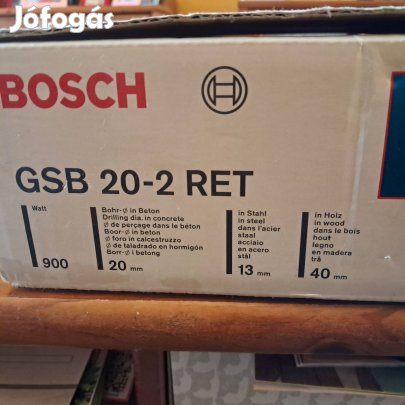 Jófogás
BOSCH
GSB 20-2 RET
Watt
900
Bohr-Ø in Beton
Drilling dia. in concrete
Ø de perçage dans le béton
Boor-Ø in beton
Ø foro in calcestruzzo
Ø de taladrado en hormigón
Borr-Ø i betong
20 mm
in Stahl
in steel
dans l'acier
staal
acciaio
en acero
stål
13 mm
in Holz
in wood
dans le bois
hout
legno
en madera
trä
40 mm